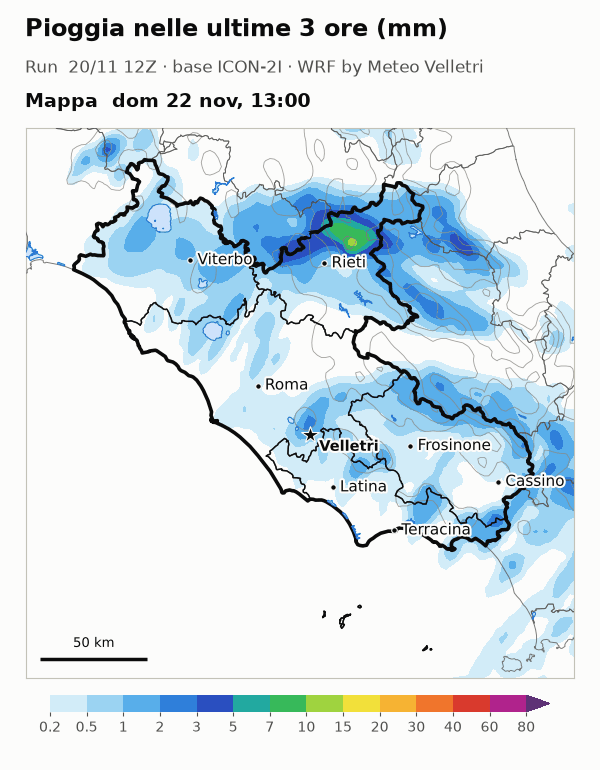 Pioggia nelle ultime 3 ore (mm)
Run 20/11 12Z · base ICON-2I · WRF by Meteo Velletri
Mappa dom 22 nov, 13:00
Viterbo
Rieti
Roma
Velletri
Frosinone
Latina
Cassino
Terracina
50 km
0.2 0.5 1 2 3 5 7 10 15 20 30 40 60 80